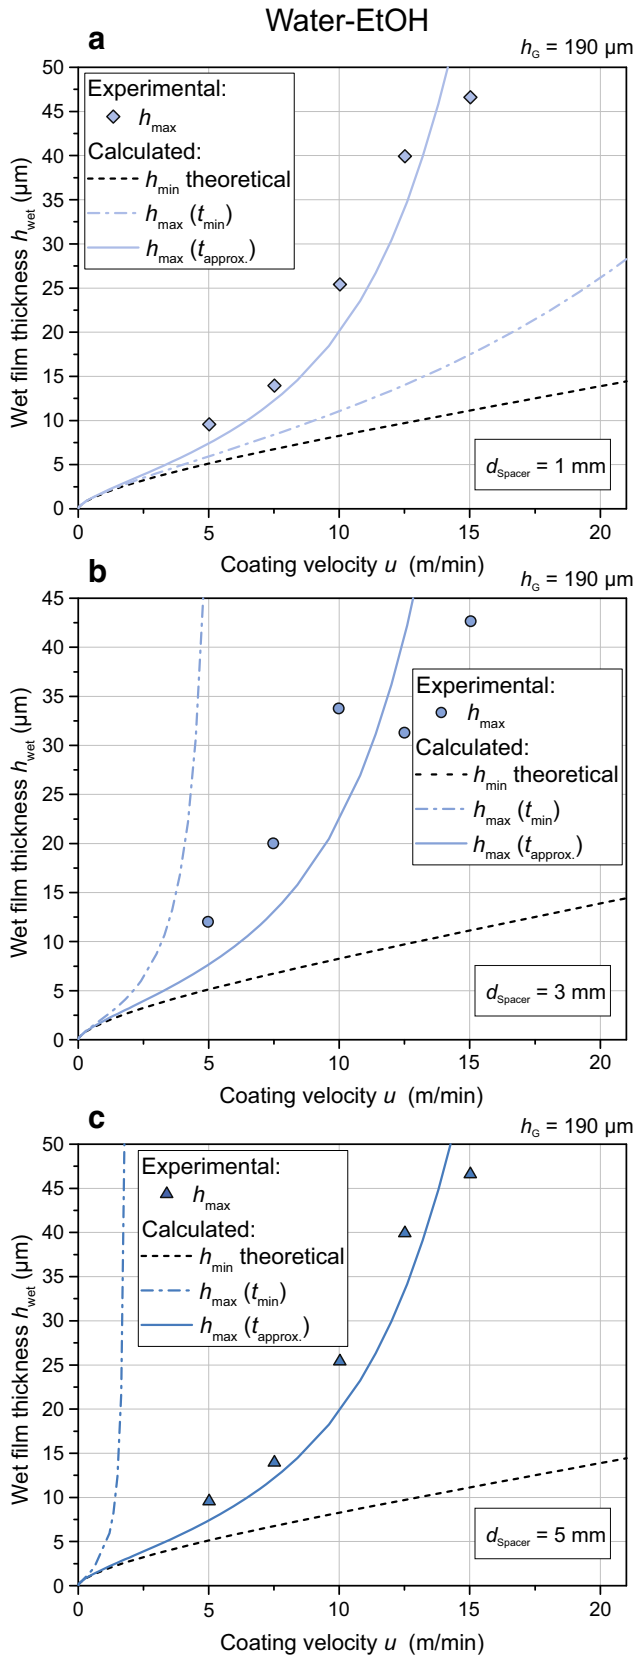 Water-EtOH
a
h_G = 190 µm
50
45
40
35
30
25
20
15
10
5
0
Wet film thickness h_wet (µm)
Experimental:
h_max
Calculated:
h_min theoretical
h_max (t_min)
h_max (t_approx.)
d_Spacer = 1 mm
0 5 10 15 20
Coating velocity u (m/min)
b
h_G = 190 µm
45
40
35
30
25
20
15
10
5
0
Wet film thickness h_wet (µm)
Experimental:
h_max
Calculated:
h_min theoretical
h_max (t_min)
h_max (t_approx.)
d_Spacer = 3 mm
0 5 10 15 20
Coating velocity u (m/min)
c
h_G = 190 µm
50
45
40
35
30
25
20
15
10
5
0
Wet film thickness h_wet (µm)
Experimental:
h_max
Calculated:
h_min theoretical
h_max (t_min)
h_max (t_approx.)
d_Spacer = 5 mm
0 5 10 15 20
Coating velocity u (m/min)